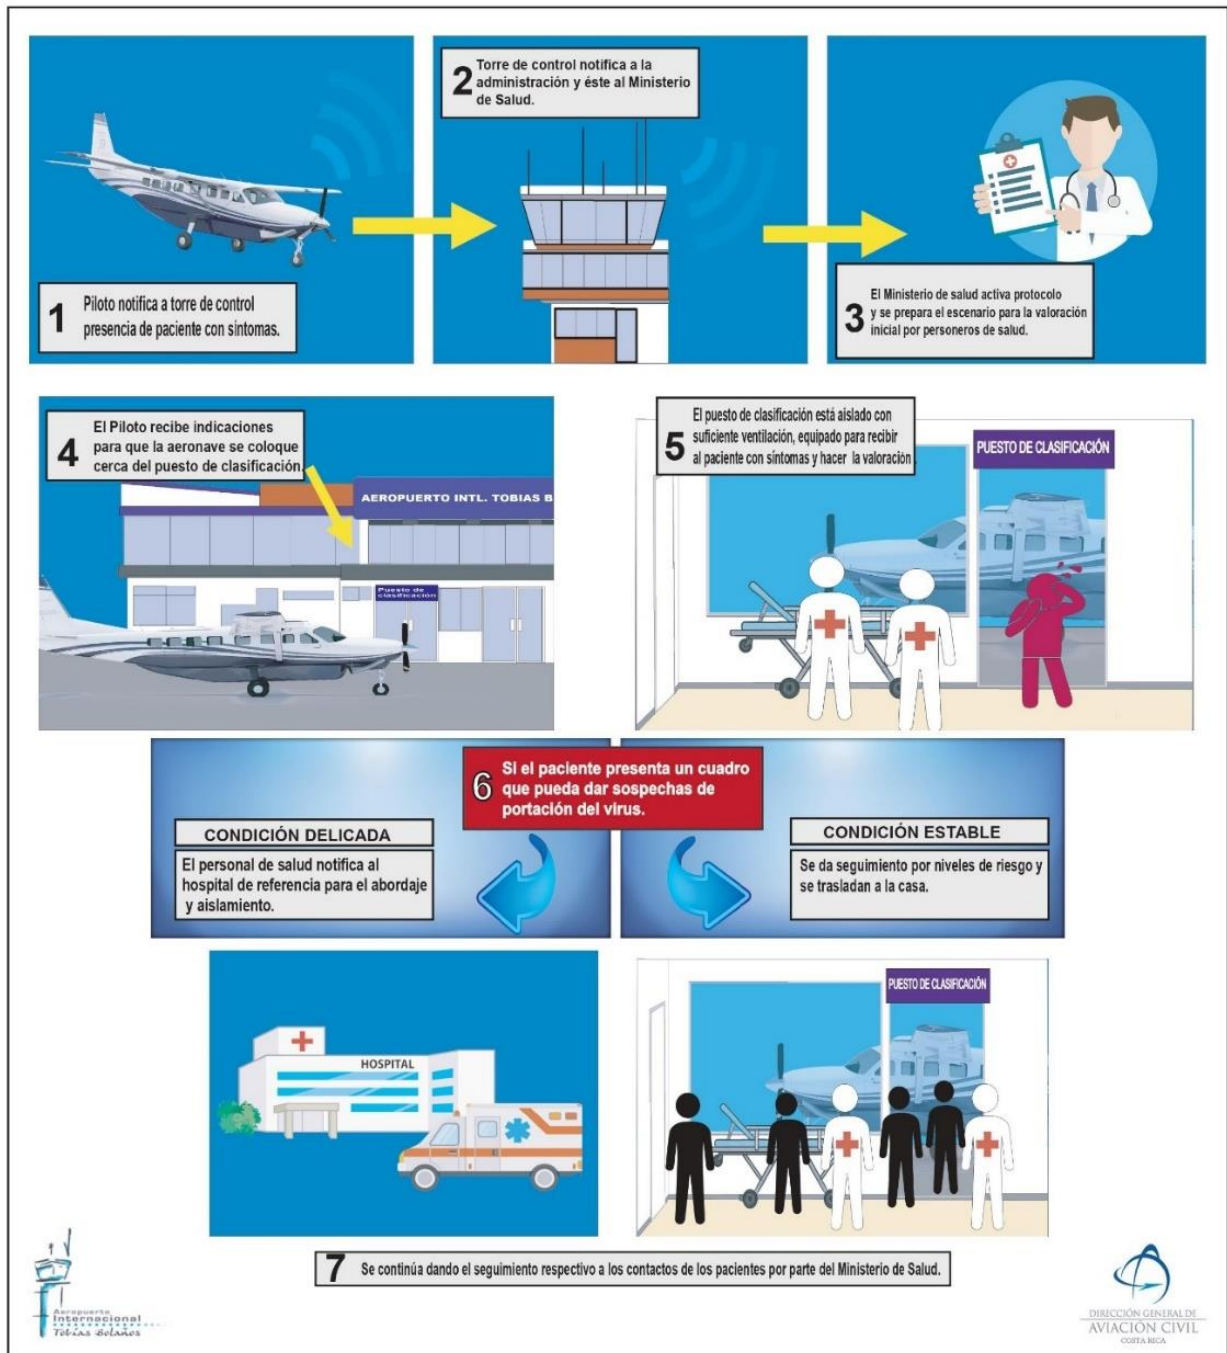 1
Piloto notifica a torre de control
presencia de paciente con síntomas.
2
Torre de control notifica a la
administración y éste al Ministerio
de Salud.
3
El Ministerio de salud activa protocolo
y se prepara el escenario para la valoración
inicial por personeros de salud.
4
El Piloto recibe indicaciones
para que la aeronave se coloque
cerca del puesto de clasificación.
AEROPUERTO INTL. TOBIAS B
Puesto de
clasificación
5
El puesto de clasificación está aislado con
suficiente ventilación, equipado para recibir
al paciente con síntomas y hacer la valoración.
PUESTO DE CLASIFICACIÓN
6
Si el paciente presenta un cuadro
que pueda dar sospechas de
portación del virus.
CONDICIÓN DELICADA
El personal de salud notifica al
hospital de referencia para el abordaje
y aislamiento.
CONDICIÓN ESTABLE
Se da seguimiento por niveles de riesgo y
se trasladan a la casa.
HOSPITAL
PUESTO DE CLASIFICACIÓN
7
Se continúa dando el seguimiento respectivo a los contactos de los pacientes por parte del Ministerio de Salud.
Aeropuerto
Internacional
Tobías Bolaños
DIRECCIÓN GENERAL DE
AVIACIÓN CIVIL
COSTA RICA